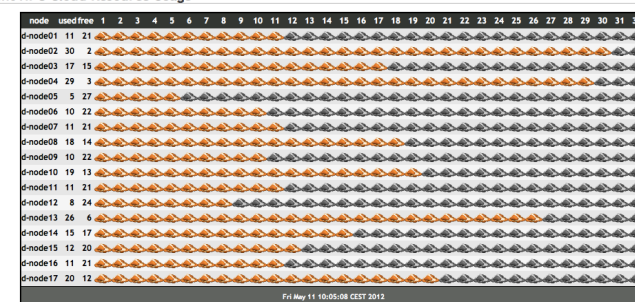 node used free 1 2 3 4 5 6 7 8 9 10 11 12 13 14 15 16 17 18 19 20 21 22 23 24 25 26 27 28 29 30 31
d-node01 11 21
d-node02 30 2
d-node03 17 15
d-node04 29 3
d-node05 5 27
d-node06 10 22
d-node07 11 21
d-node08 18 14
d-node09 10 22
d-node10 19 13
d-node11 11 21
d-node12 8 24
d-node13 26 6
d-node14 15 17
d-node15 12 20
d-node16 11 21
d-node17 20 12
Fri May 11 10:05:08 CEST 2012